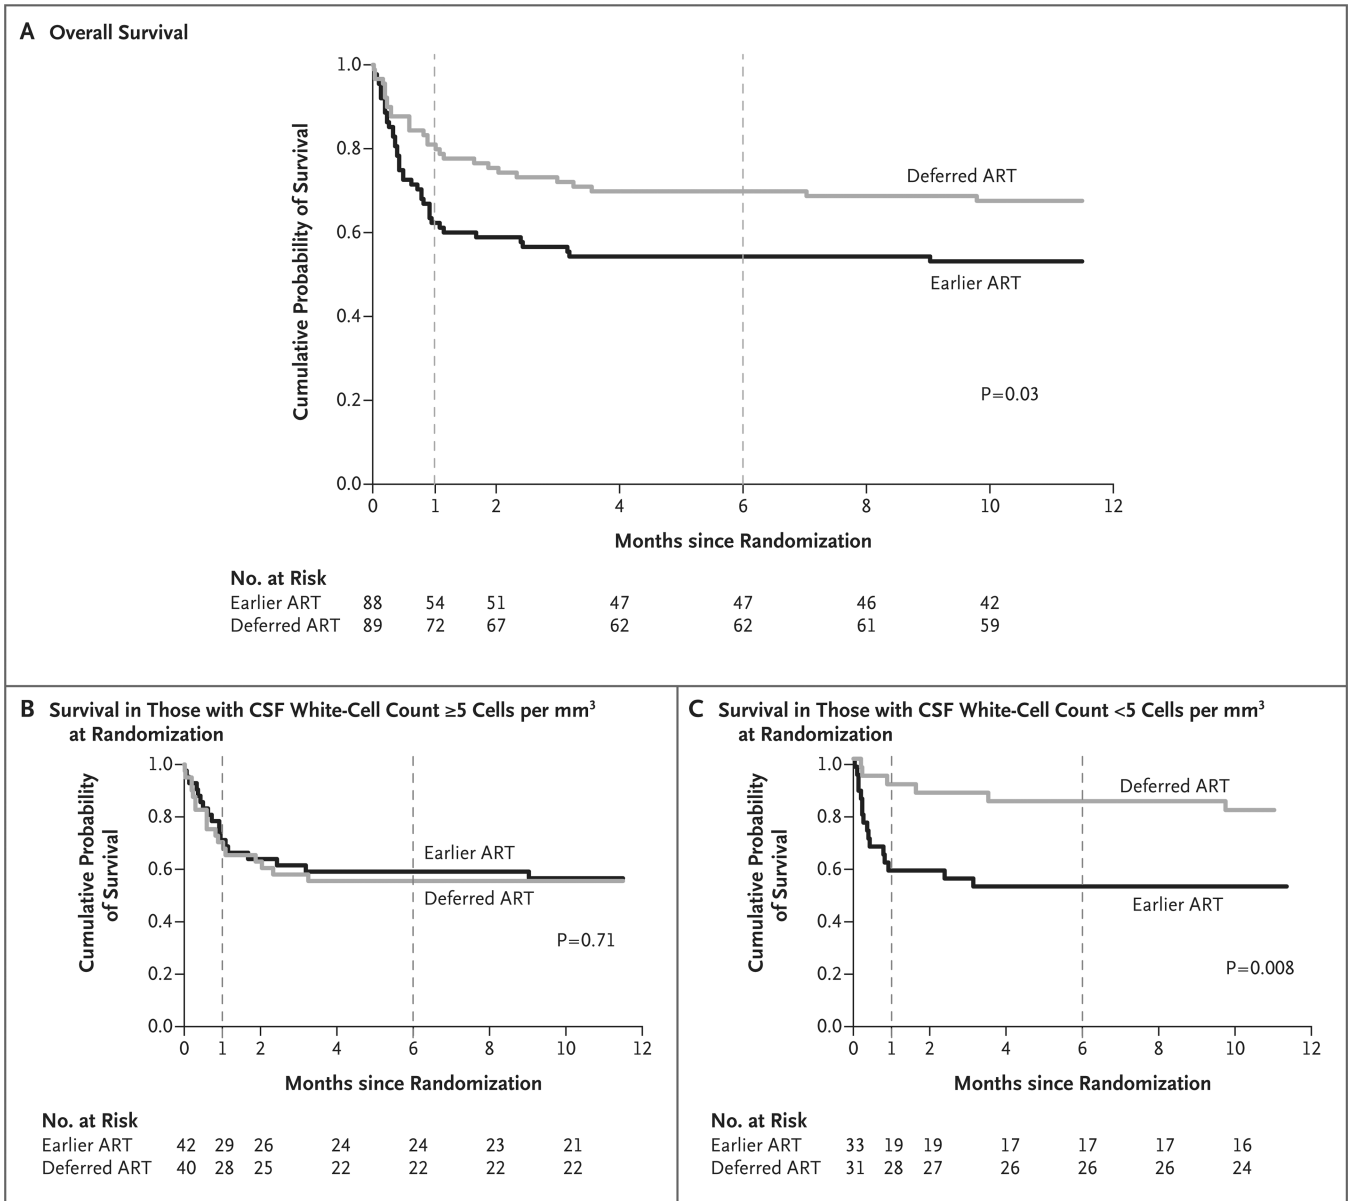 A Overall Survival
1.0
0.8
0.6
0.4
0.2
0.0
Cumulative Probability of Survival
Deferred ART
Earlier ART
P=0.03
0 1 2 4 6 8 10 12
Months since Randomization
No. at Risk
Earlier ART 88 54 51 47 47 46 42
Deferred ART 89 72 67 62 62 61 59
B Survival in Those with CSF White-Cell Count ≥5 Cells per mm³
at Randomization
1.0
0.8
0.6
0.4
0.2
0.0
Cumulative Probability
of Survival
Earlier ART
Deferred ART
P=0.71
0 1 2 4 6 8 10 12
Months since Randomization
No. at Risk
Earlier ART 42 29 26 24 24 23 21
Deferred ART 40 28 25 22 22 22 22
C Survival in Those with CSF White-Cell Count <5 Cells per mm³
at Randomization
1.0
0.8
0.6
0.4
0.2
0.0
Cumulative Probability
of Survival
Deferred ART
Earlier ART
P=0.008
0 1 2 4 6 8 10 12
Months since Randomization
No. at Risk
Earlier ART 33 19 19 17 17 17 16
Deferred ART 31 28 27 26 26 26 24